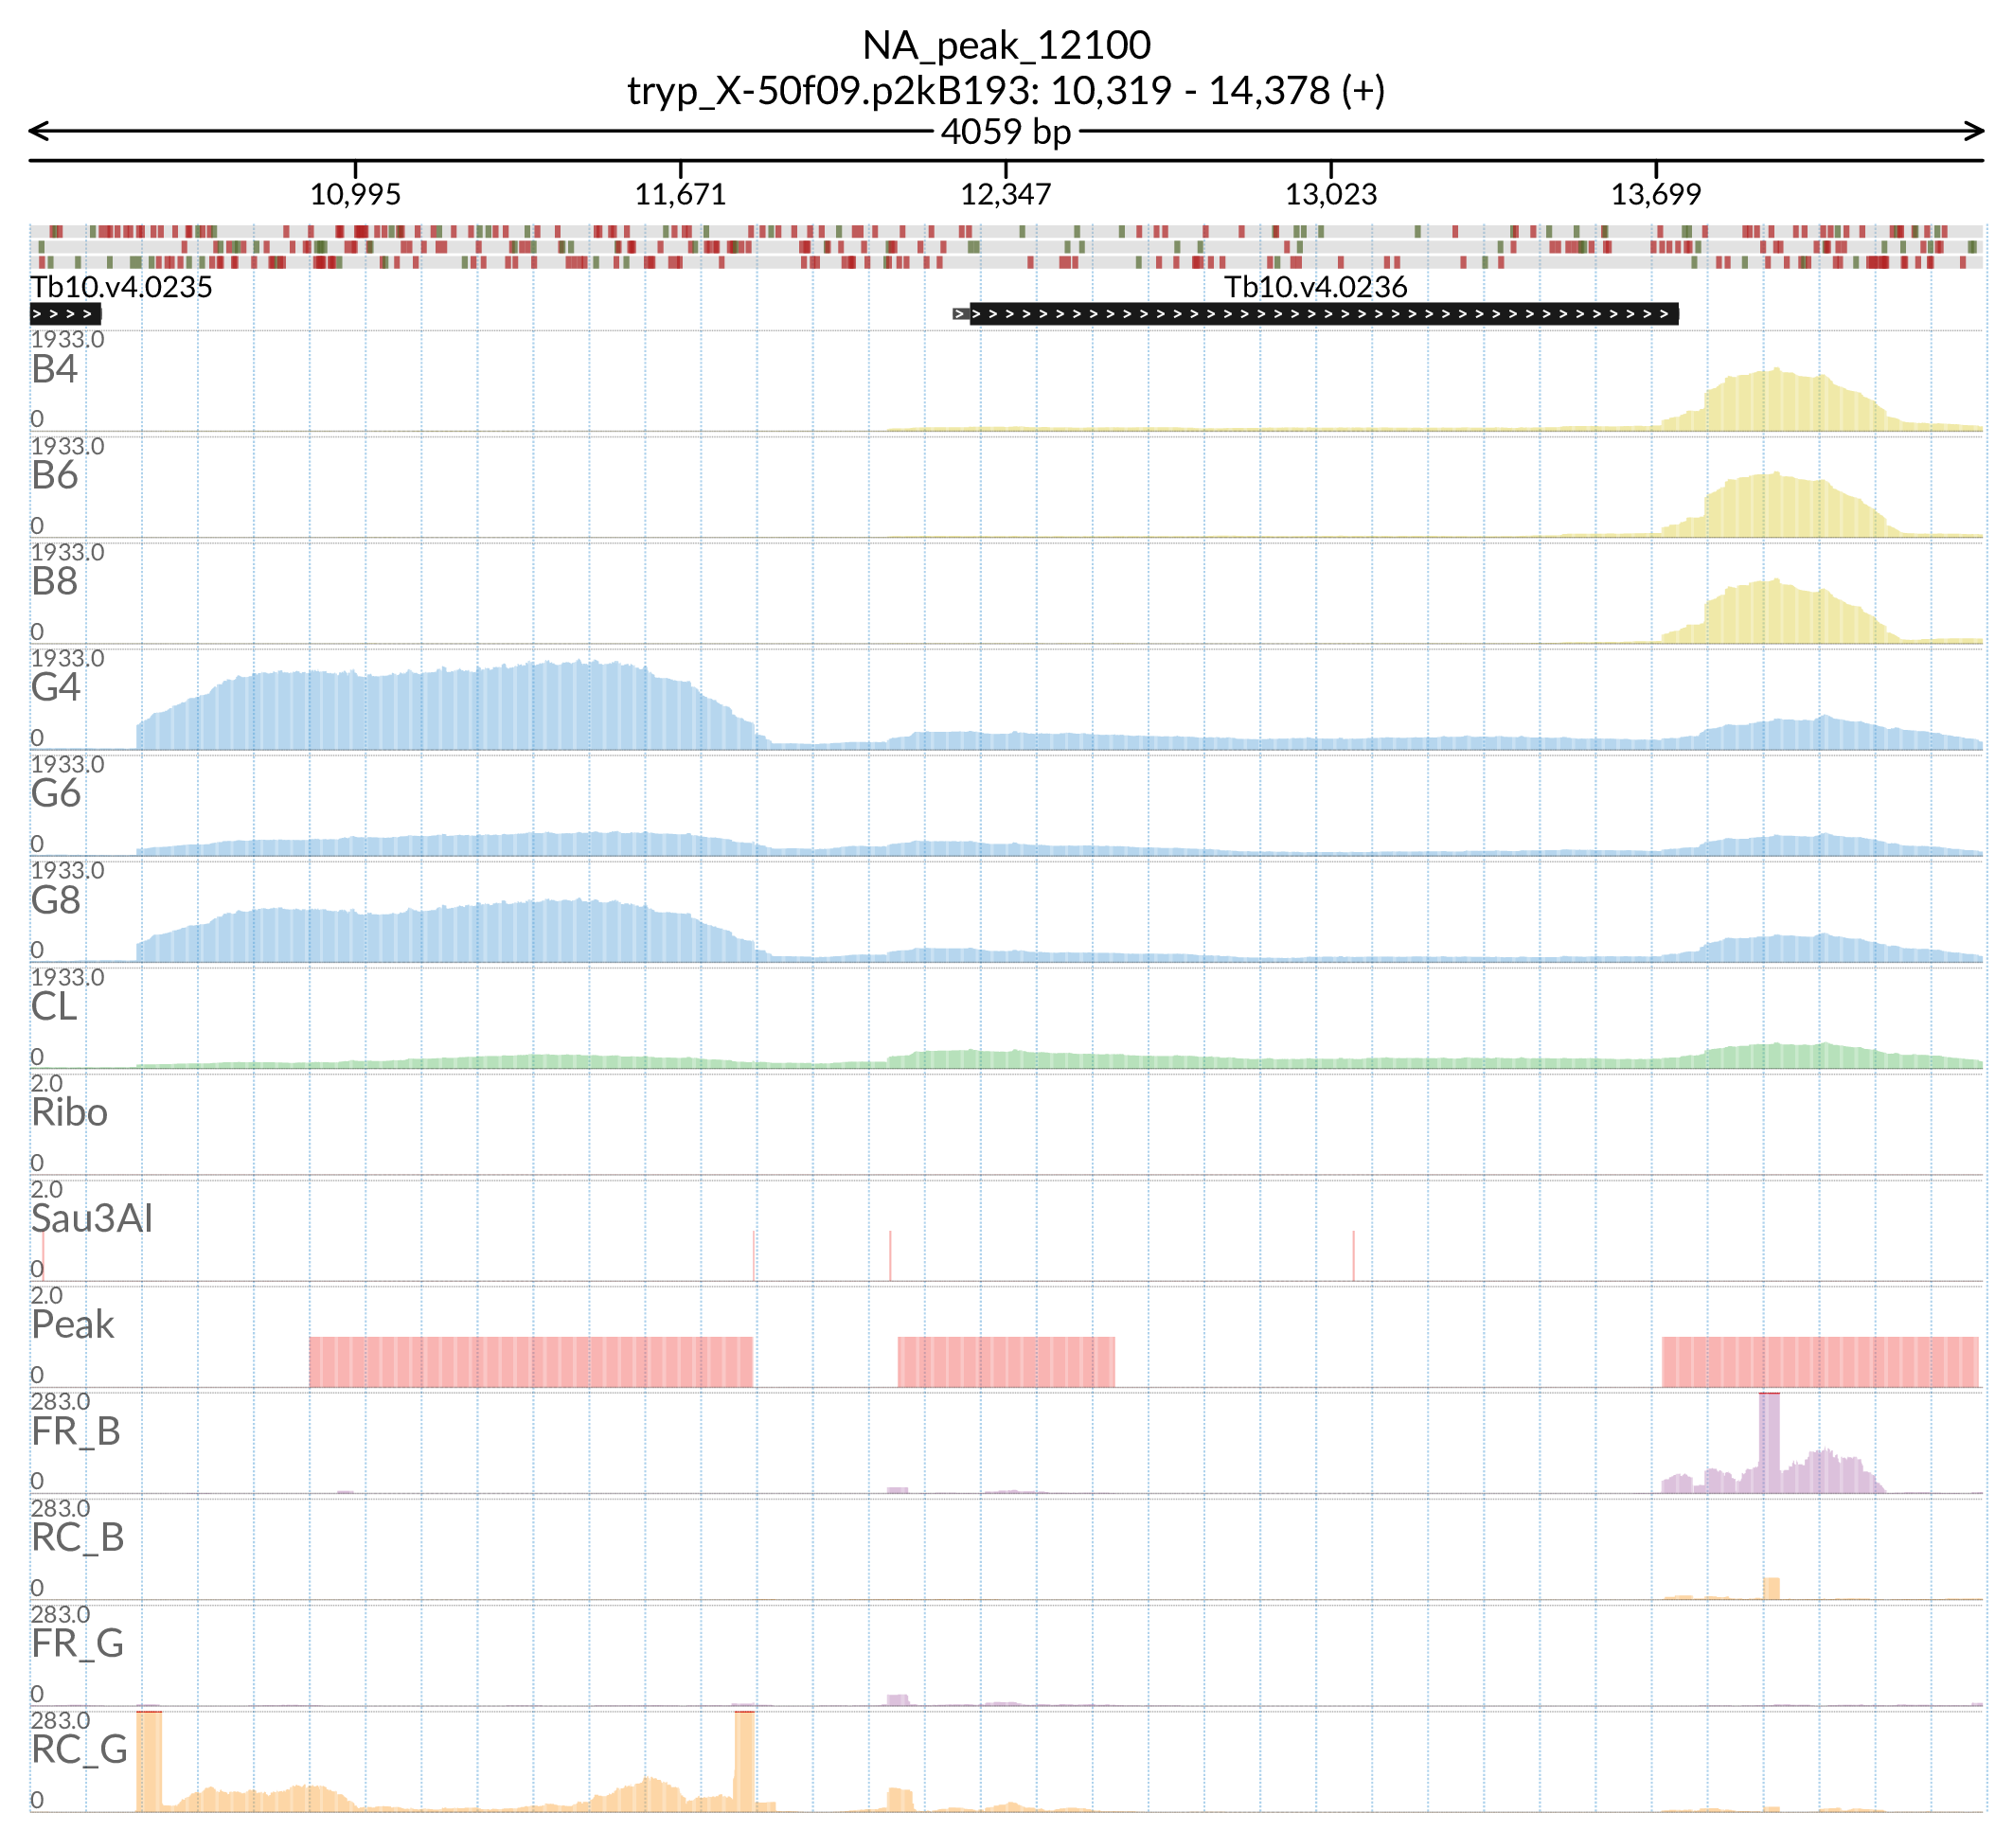 NA_peak_12100
tryp_X-50f09.p2kB193: 10,319 - 14,378 (+)
4059 bp
10,995 11,671 12,347 13,023 13,699
Tb10.v4.0235 Tb10.v4.0236
1933.0
B4
0
1933.0
B6
0
1933.0
B8
0
1933.0
G4
0
1933.0
G6
0
1933.0
G8
0
1933.0
CL
0
2.0
Ribo
0
2.0
Sau3AI
0
2.0
Peak
0
283.0
FR_B
0
283.0
RC_B
0
283.0
FR_G
0
283.0
RC_G
0